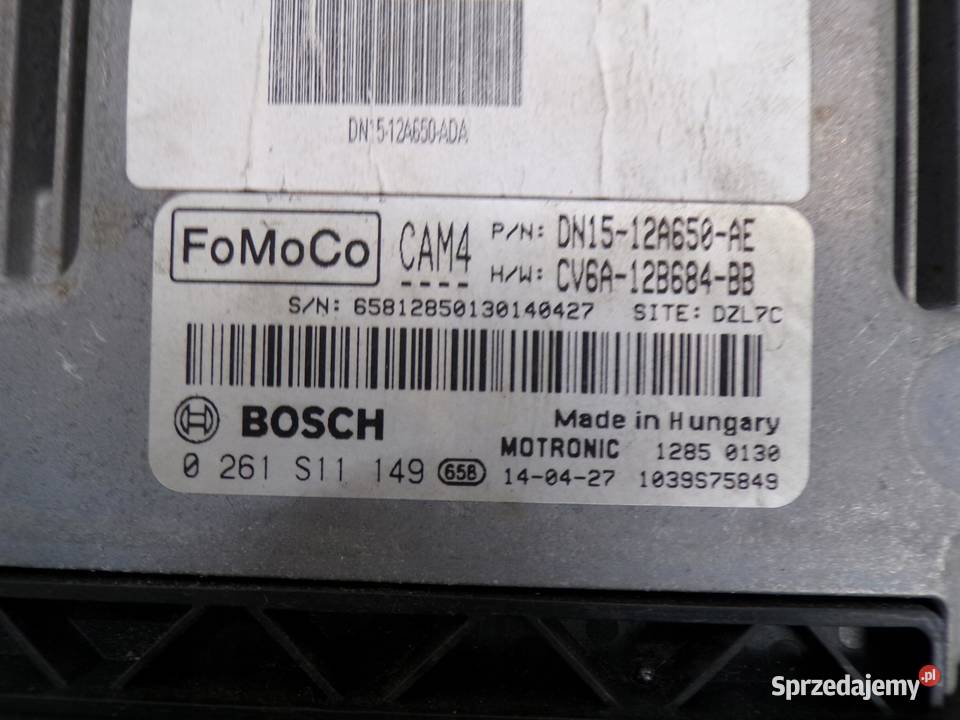 DN15-12A650-ADA
FoMoCo CAM4 P/N: DN15-12A650-AE
H/W: CV6A-12B684-BB
S/N: 65812850130140427 SITE: DZL7C
BOSCH Made in Hungary
MOTRONIC 1285 0130
0 261 S11 149 658 14-04-27 1039S75849
Sprzedajemy.pl